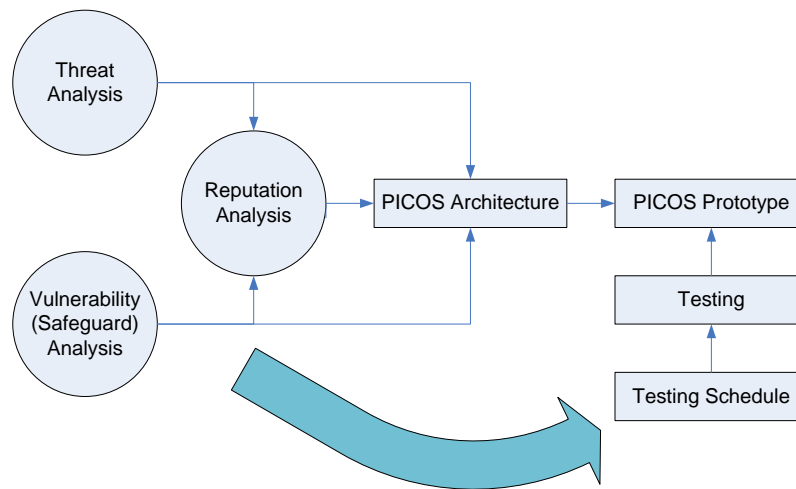 Threat
Analysis
Reputation
Analysis
PICOS Architecture
PICOS Prototype
Vulnerability
(Safeguard)
Analysis
Testing
Testing Schedule